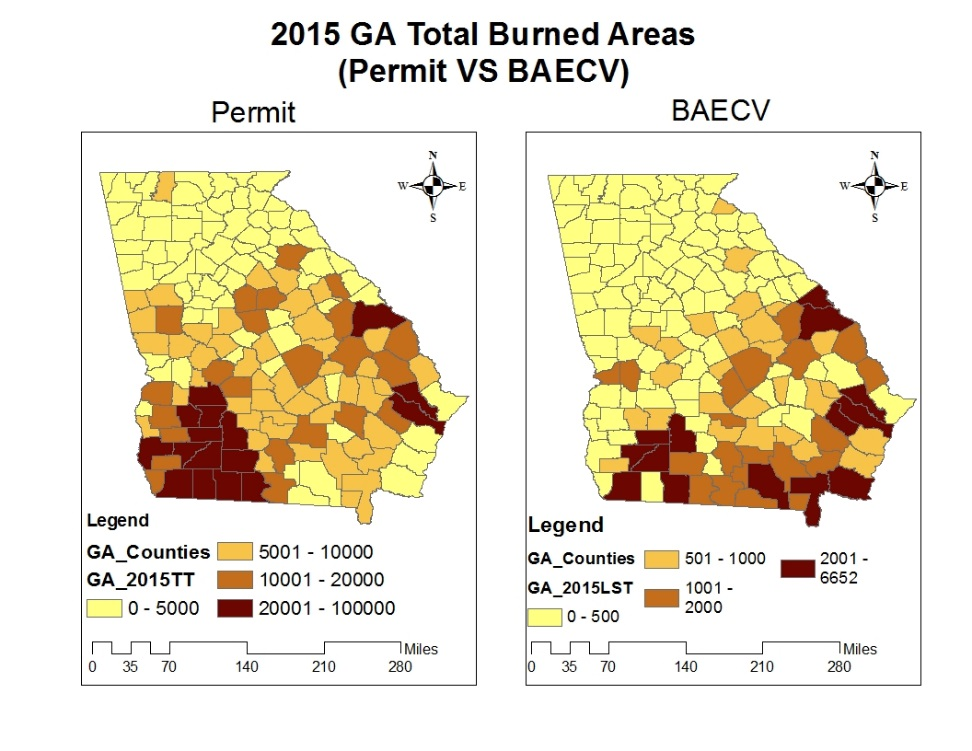 2015 GA Total Burned Areas
(Permit VS BAECV)
Permit
N
W E
S
Legend
GA_Counties
GA_2015TT
0 - 5000
5001 - 10000
10001 - 20000
20001 - 100000
Miles
0 35 70 140 210 280
BAECV
N
W E
S
Legend
GA_Counties
GA_2015LST
0 - 500
501 - 1000
1001 -
2000
2001 -
6652
Miles
0 35 70 140 210 280